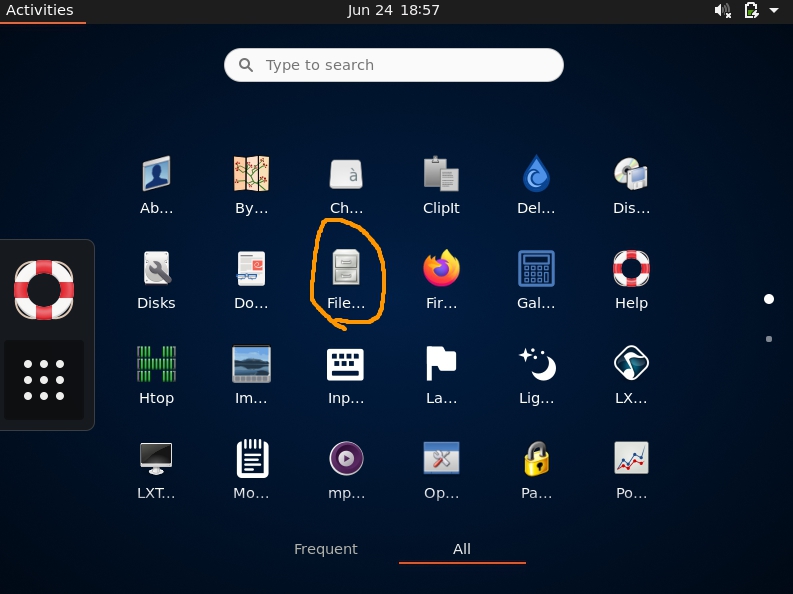 Activities
Jun 24 18:57
Type to search
Ab...
By...
Ch...
ClipIt
Del...
Dis...
Disks
Do...
File...
Fir...
Gal...
Help
Htop
Im...
Inp...
La...
Lig...
LX...
LXT...
Mo...
mp...
Op...
Pa...
Po...
Frequent
All